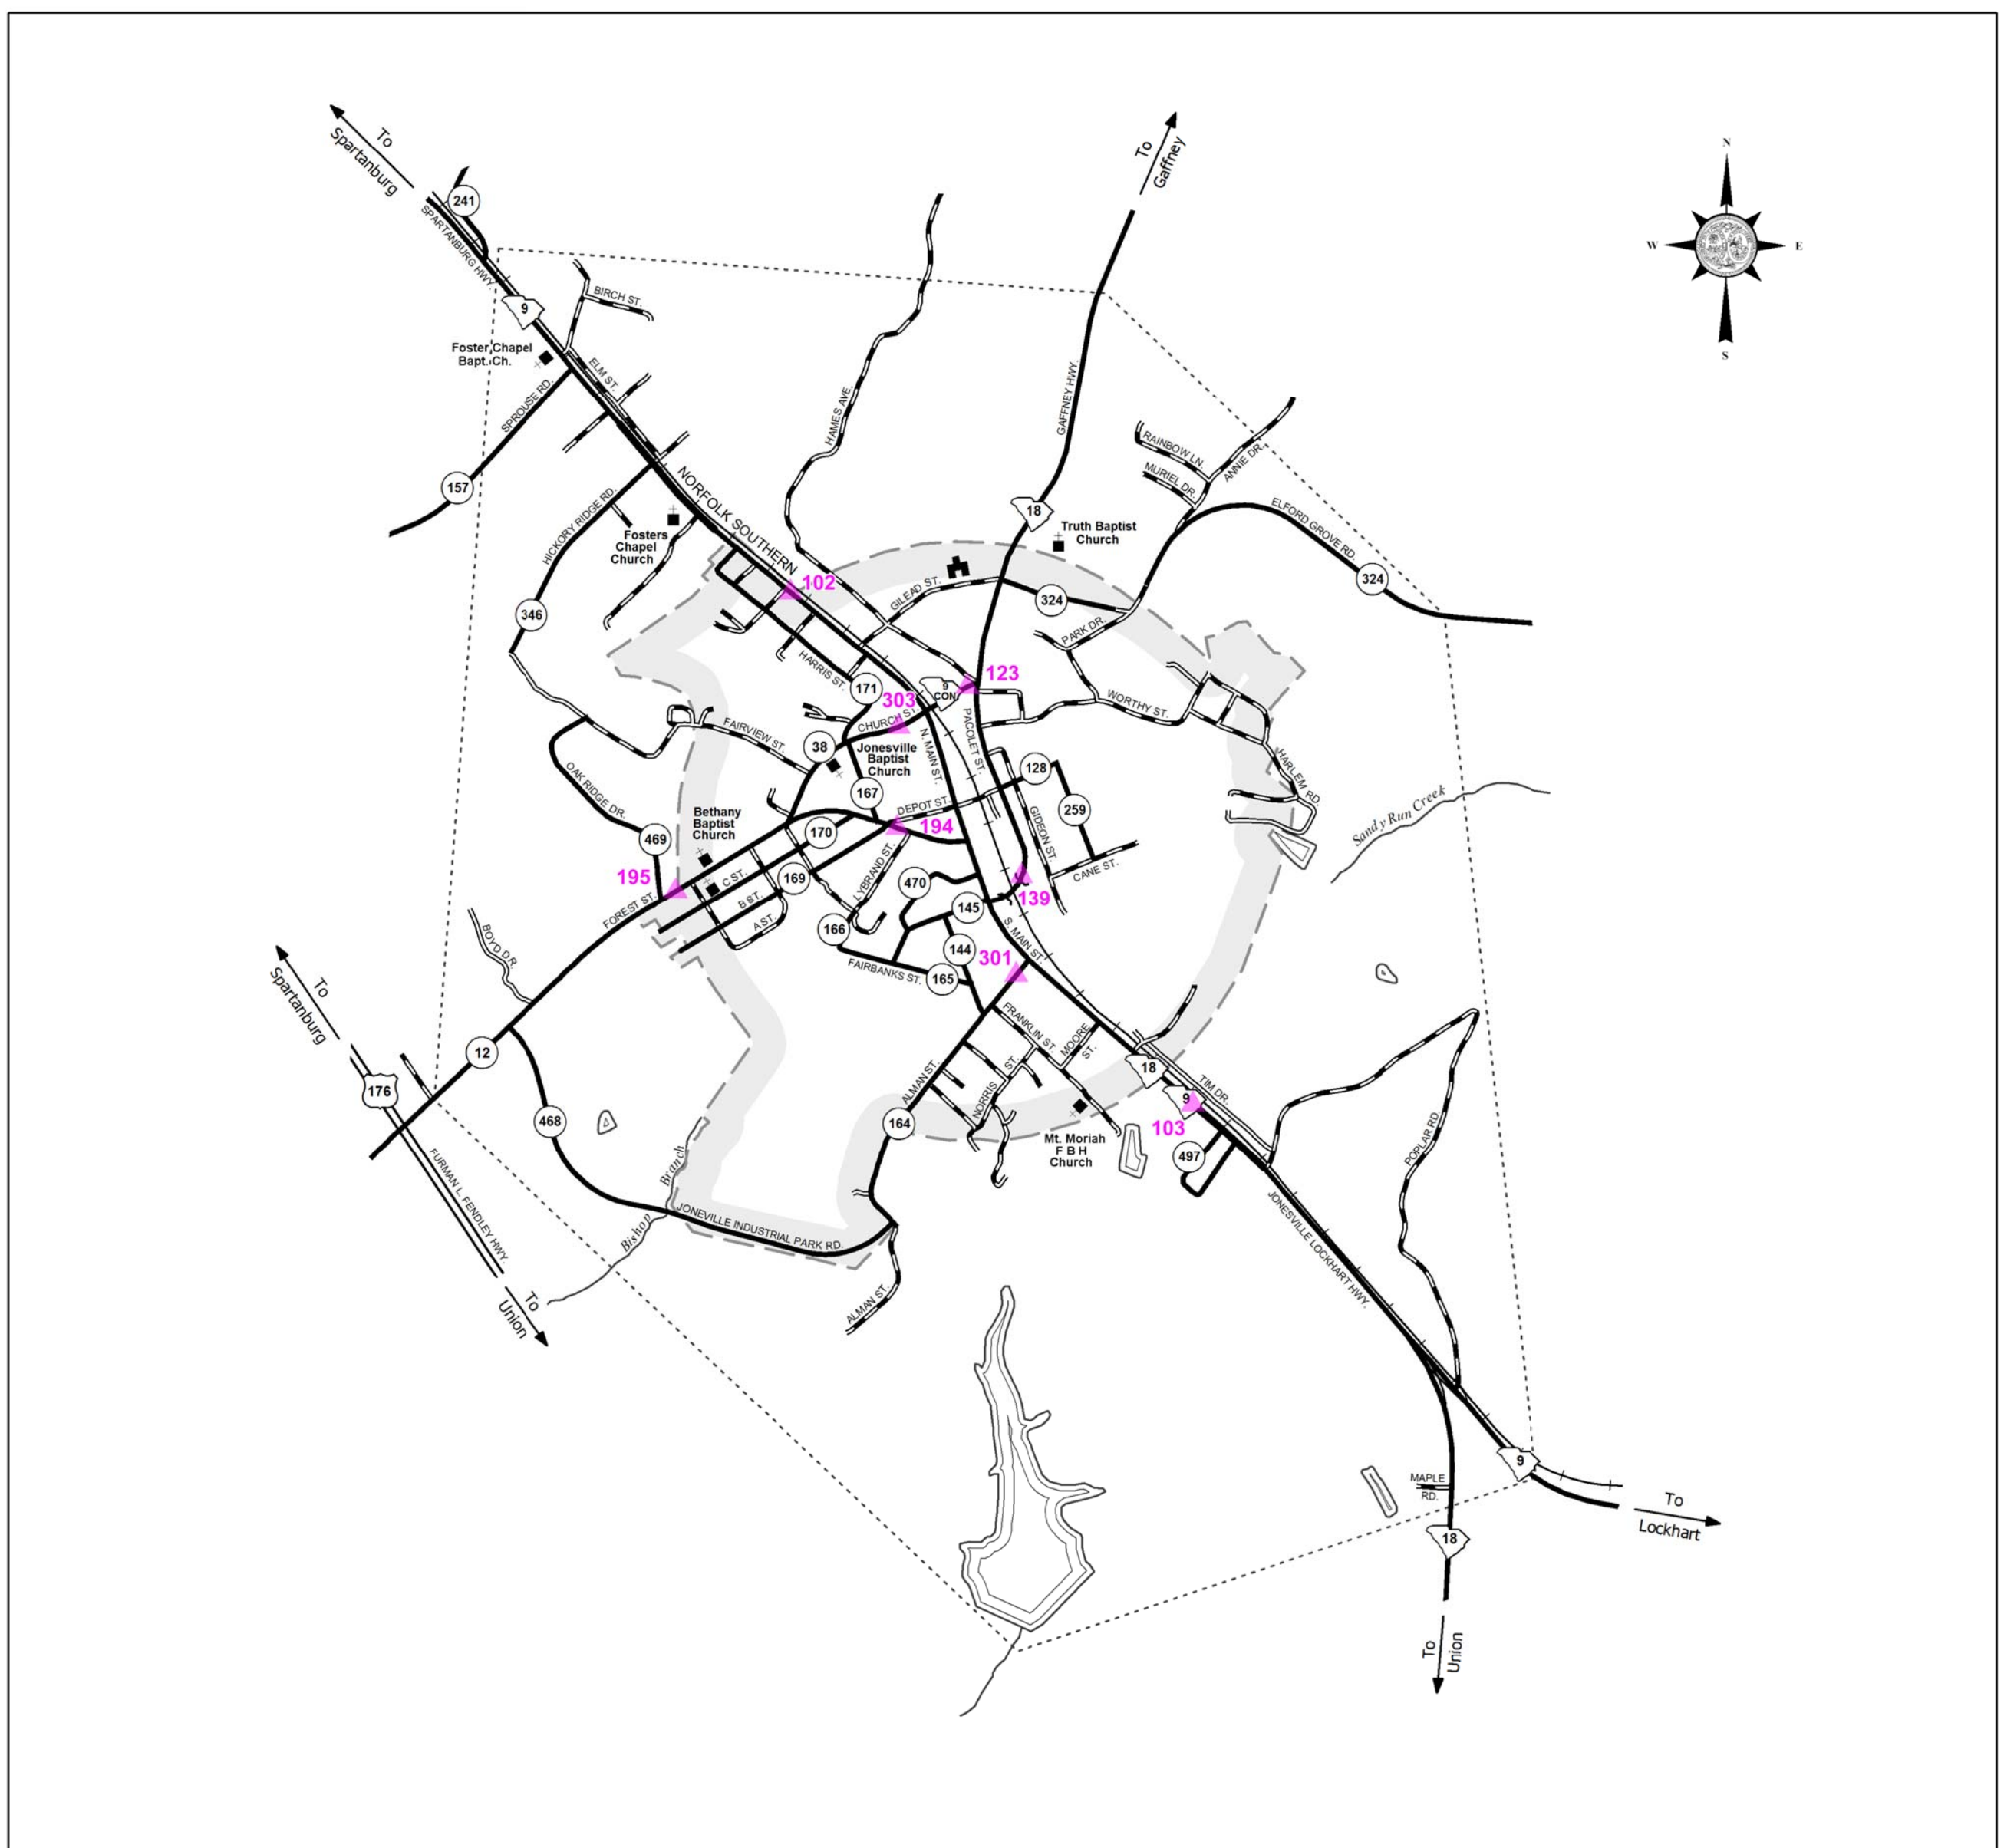 To
Spartanburg
To
Gaffney
N
W
E
S
241
SPARTANBURG HWY.
9
BIRCH ST.
Foster Chapel
Bapt. Ch.
ELM ST.
SPROUSE RD.
157
HAMES AVE.
GAFFNEY HWY.
RAINBOW LN.
MURIEL DR.
ANNIE DR.
ELFORD GROVE RD.
324
NORFOLK SOUTHERN
HICKORY RIDGE RD.
Fosters
Chapel
Church
18
Truth Baptist
Church
102
GILEAD ST.
324
346
PARK DR.
HARRIS ST.
171
303
9
CON
123
WORTHY ST.
CHURCH ST.
N. MAIN ST.
PACOLET ST.
FAIRVIEW ST.
38
Jonesville
Baptist
Church
128
HARLEM RD.
OAK RIDGE DR.
167
DEPOT ST.
GIDEON ST.
259
Sandy Run Creek
Bethany
Baptist
Church
170
194
469
195
C ST.
169
LYBRAND ST.
470
CANE ST.
139
B ST.
A ST.
FOREST ST.
145
166
S. MAIN ST.
BOYD DR.
144
301
FAIRBANKS ST.
165
To
Spartanburg
FRANKLIN ST.
MOORE
ST.
12
176
ALMAN ST.
NORRIS
ST.
18
TIM DR.
9
103
468
164
Mt. Moriah
F B H
Church
497
POPLAR RD.
FURMAN L. FENDLEY HWY.
Bishop
Branch
JONEVILLE INDUSTRIAL PARK RD.
JONESVILLE LOCKHART HWY.
To
Union
ALMAN ST.
9
MAPLE
RD.
To
Lockhart
18
To
Union